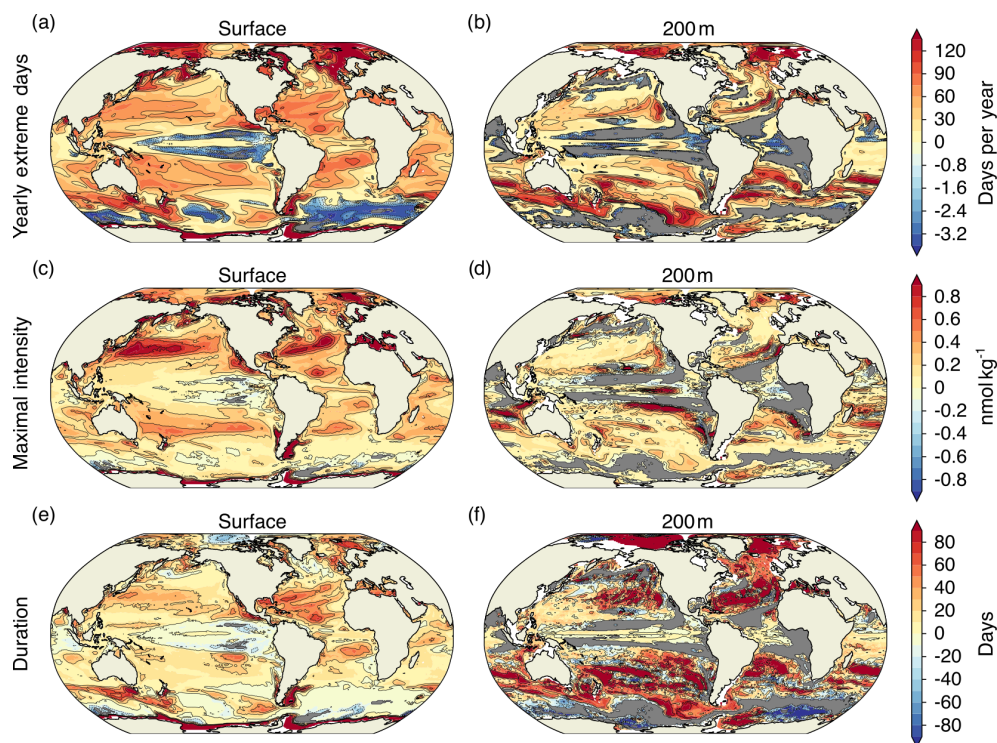 (a)
Surface
(b)
200 m
Yearly extreme days
120
90
60
30
0
-0.8
-1.6
-2.4
-3.2
Days per year
(c)
Surface
(d)
200 m
Maximal intensity
0.8
0.6
0.4
0.2
0
-0.2
-0.4
-0.6
-0.8
nmol kg⁻¹
(e)
Surface
(f)
200 m
Duration
80
60
40
20
0
-20
-40
-60
-80
Days